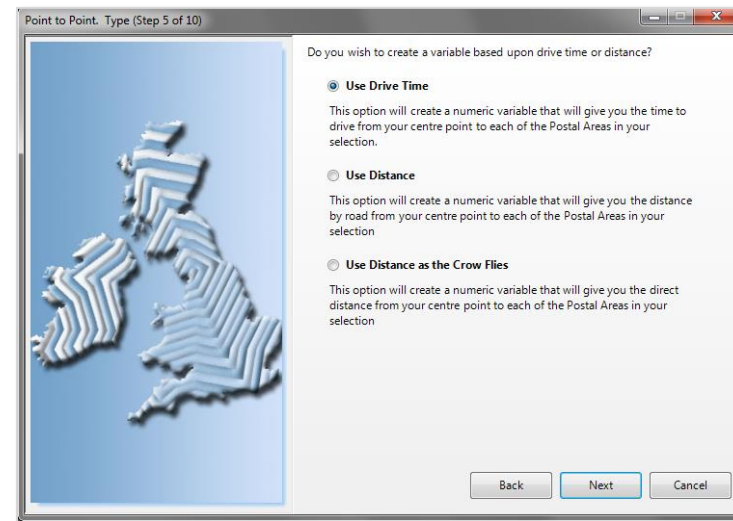 Point to Point. Type (Step 5 of 10)
Do you wish to create a variable based upon drive time or distance?
Use Drive Time
This option will create a numeric variable that will give you the time to
drive from your centre point to each of the Postal Areas in your
selection.
Use Distance
This option will create a numeric variable that will give you the distance
by road from your centre point to each of the Postal Areas in your
selection
Use Distance as the Crow Flies
This option will create a numeric variable that will give you the direct
distance from your centre point to each of the Postal Areas in your
selection
Back Next Cancel